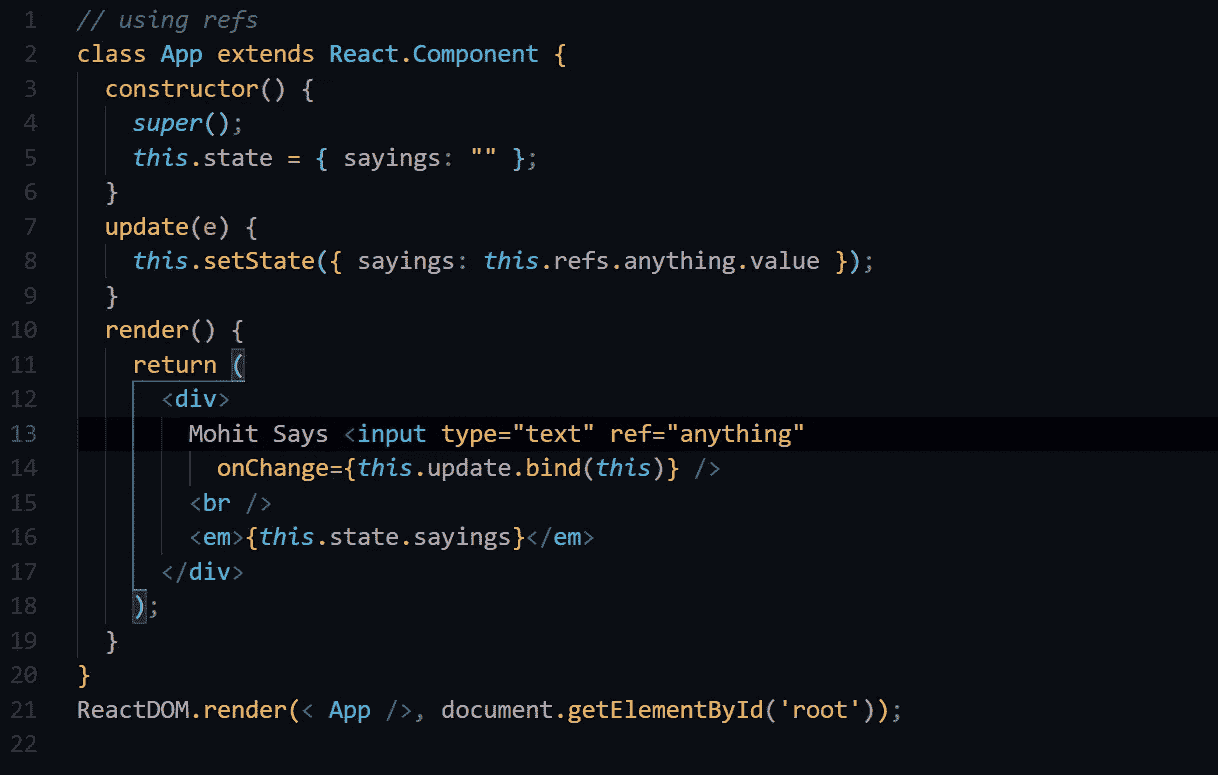 1 // using refs
2 class App extends React.Component {
3   constructor() {
4     super();
5     this.state = { sayings: "" };
6   }
7   update(e) {
8     this.setState({ sayings: this.refs.anything.value });
9   }
10   render() {
11     return (
12       <div>
13         Mohit Says <input type="text" ref="anything"
14           onChange={this.update.bind(this)} />
15         <br />
16         <em>{this.state.sayings}</em>
17       </div>
18     );
19   }
20 }
21 ReactDOM.render(< App />, document.getElementById('root'));
22